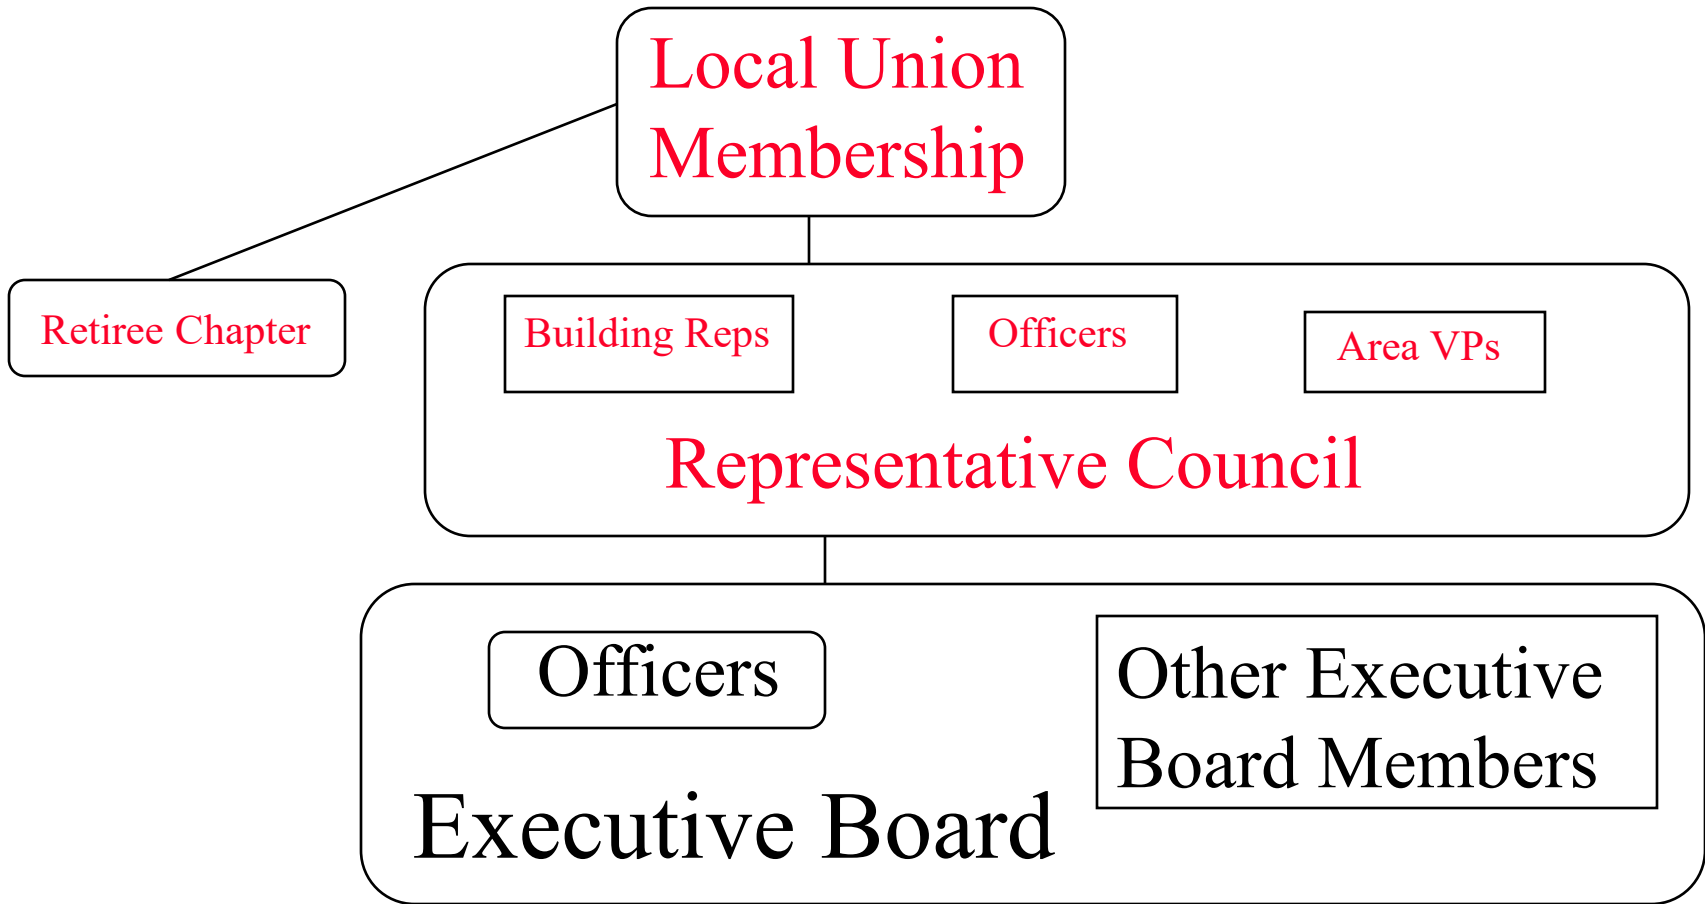 Local Union
Membership
Retiree Chapter
Building Reps
Officers
Area VPs
Representative Council
Officers
Other Executive
Board Members
Executive Board